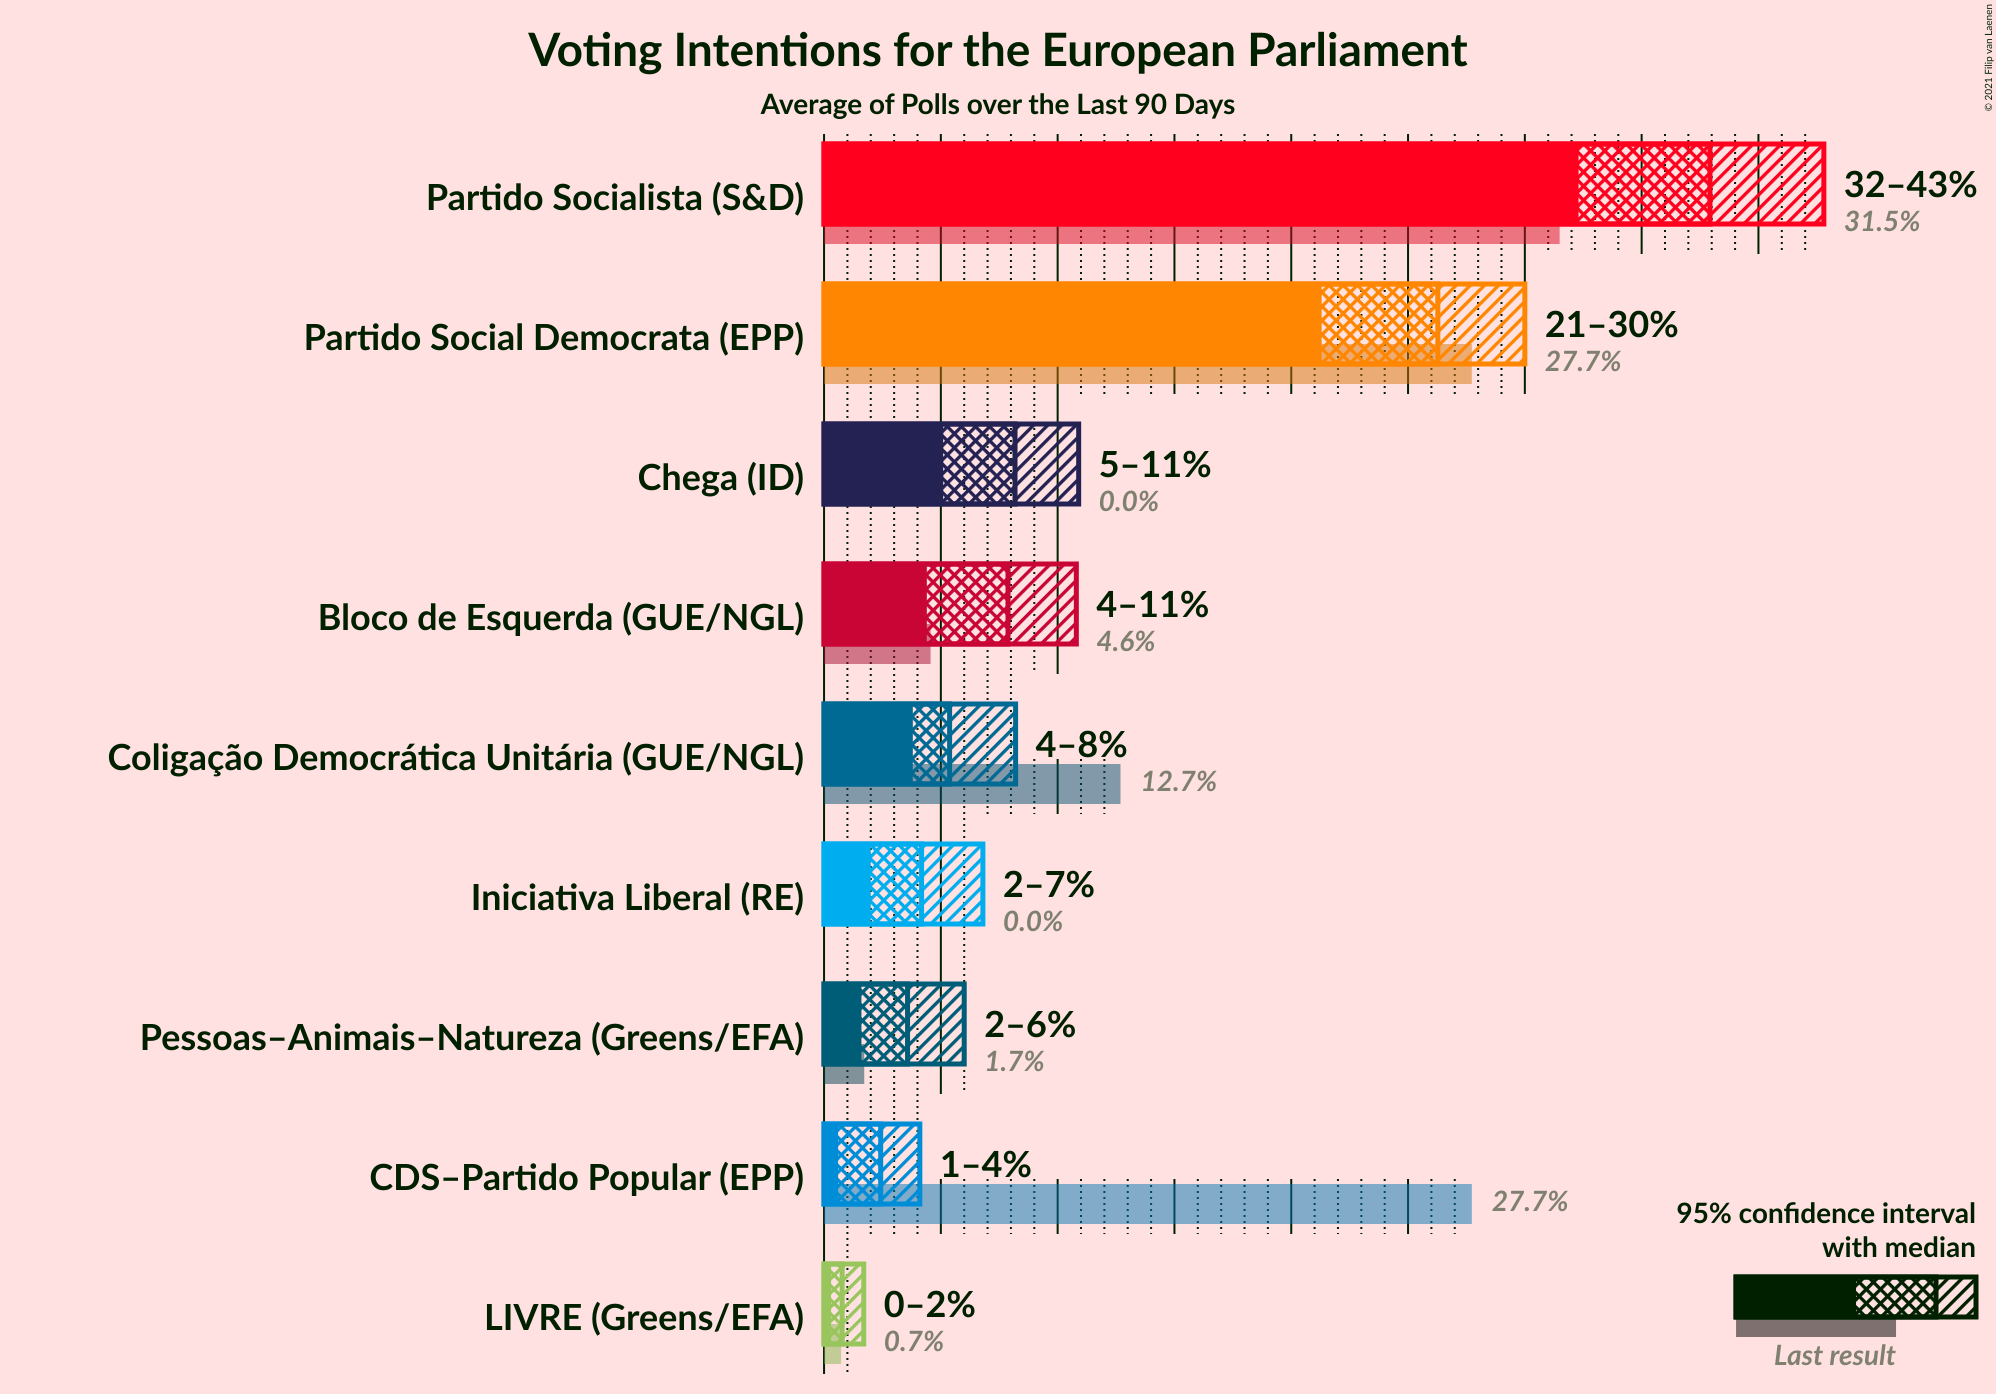 Voting Intentions for the European Parliament
Average of Polls over the Last 90 Days
© 2021 Filip van Laenen
Partido Socialista (S&D)
32–43%
31.5%
Partido Social Democrata (EPP)
21–30%
27.7%
Chega (ID)
5–11%
0.0%
Bloco de Esquerda (GUE/NGL)
4–11%
4.6%
Coligação Democrática Unitária (GUE/NGL)
4–8%
12.7%
Iniciativa Liberal (RE)
2–7%
0.0%
Pessoas–Animais–Natureza (Greens/EFA)
2–6%
1.7%
CDS–Partido Popular (EPP)
1–4%
27.7%
LIVRE (Greens/EFA)
0–2%
0.7%
95% confidence interval
with median
Last result